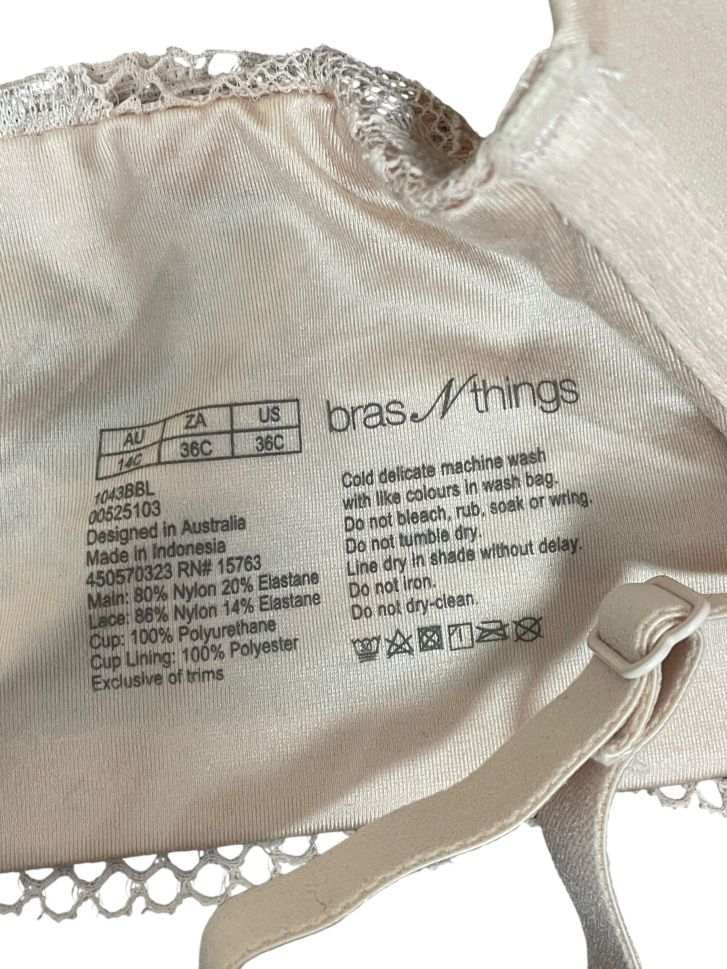 AU ZA US
14C 36C 36C
1043BBL
00525103
Designed in Australia
Made in Indonesia
450570323 RN# 15763
Main: 80% Nylon 20% Elastane
Lace: 86% Nylon 14% Elastane
Cup: 100% Polyurethane
Cup Lining: 100% Polyester
Exclusive of trims
bras N things
Cold delicate machine wash
with like colours in wash bag.
Do not bleach, rub, soak or wring.
Do not tumble dry.
Line dry in shade without delay.
Do not iron.
Do not dry-clean.
30